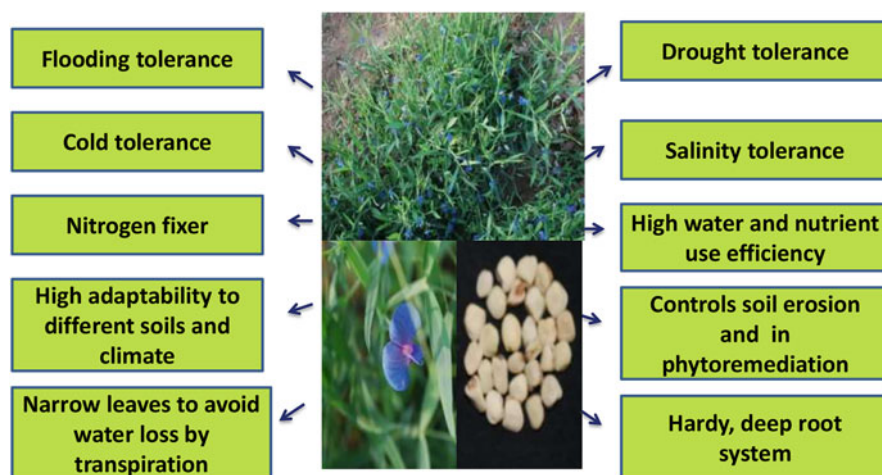 Flooding tolerance
Cold tolerance
Nitrogen fixer
High adaptability to
different soils and
climate
Narrow leaves to avoid
water loss by
transpiration
Drought tolerance
Salinity tolerance
High water and nutrient
use efficiency
Controls soil erosion
and in
phytoremediation
Hardy, deep root
system